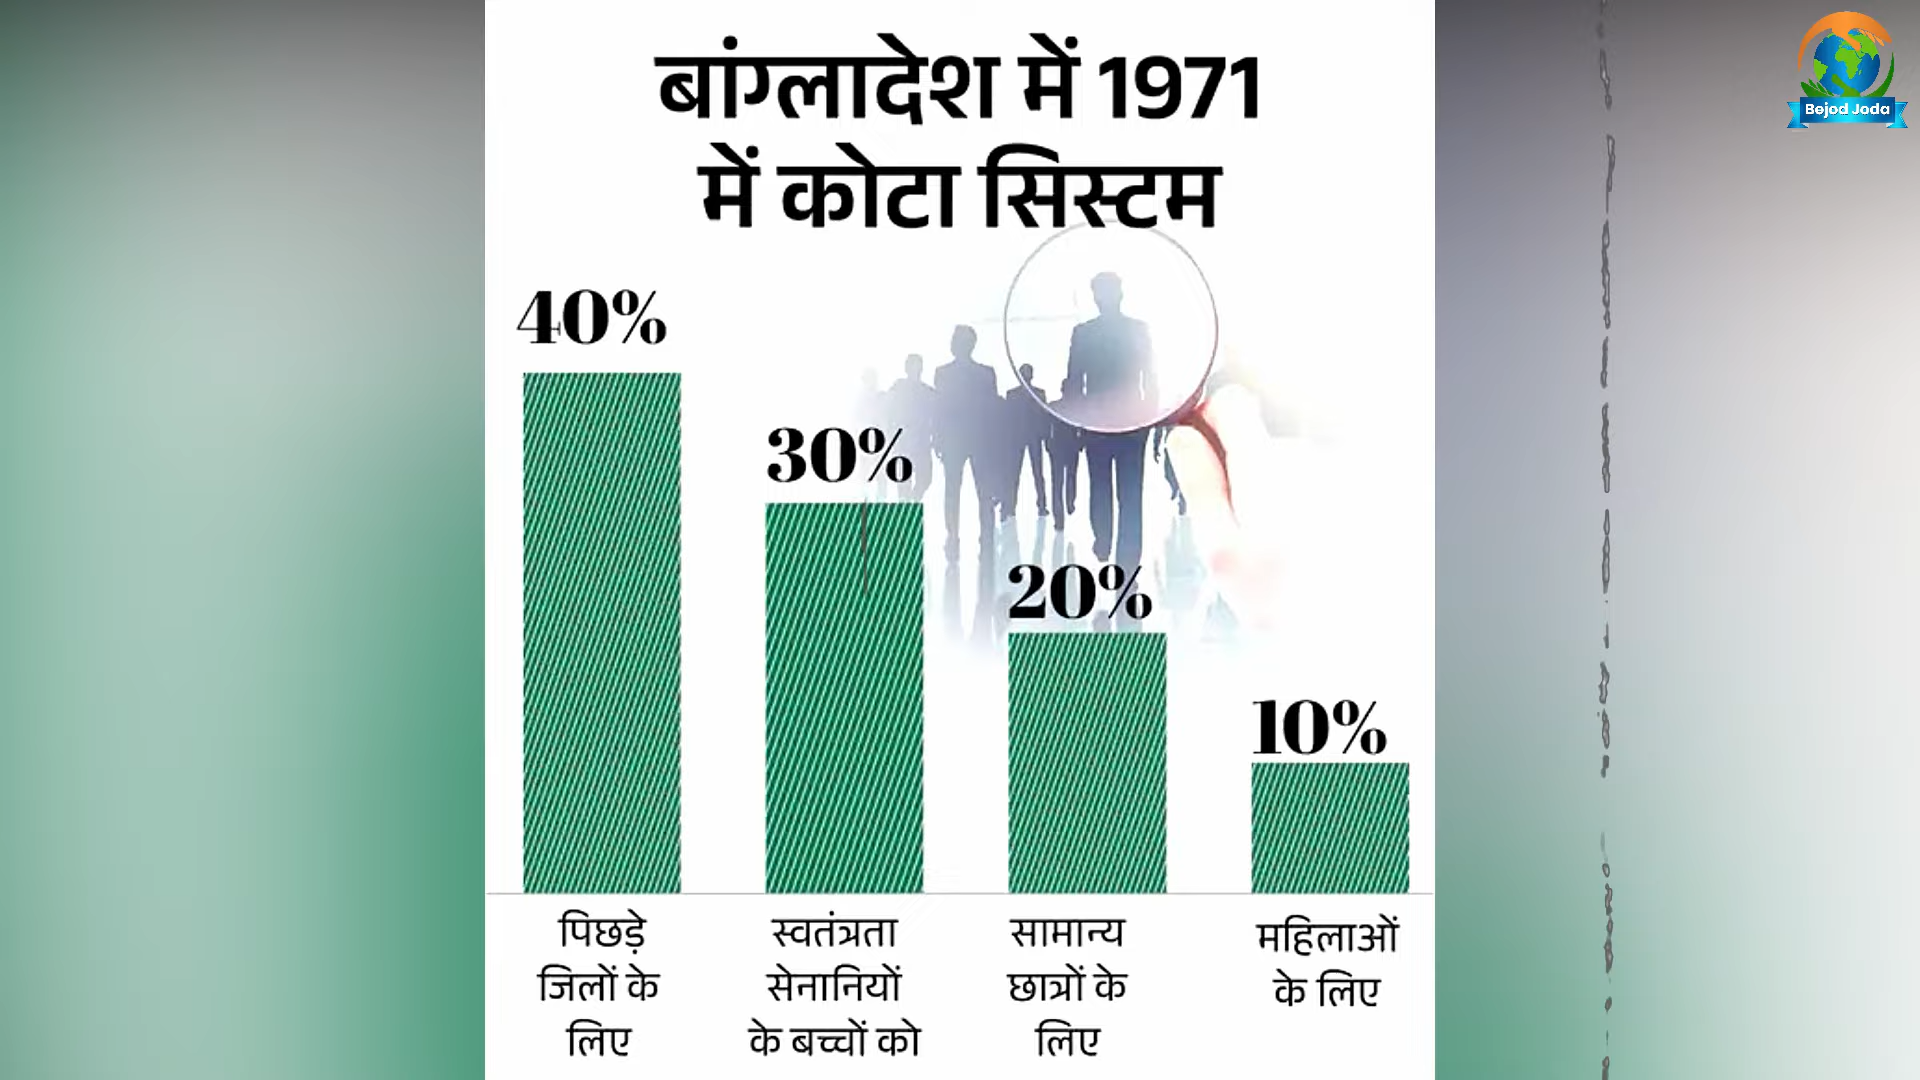 बांग्लादेश में 1971
में कोटा सिस्टम
Bejod Joda
40%
30%
20%
10%
पिछड़े
जिलों के
लिए
स्वतंत्रता
सेनानियों
के बच्चों को
सामान्य
छात्रों के
लिए
महिलाओं
के लिए